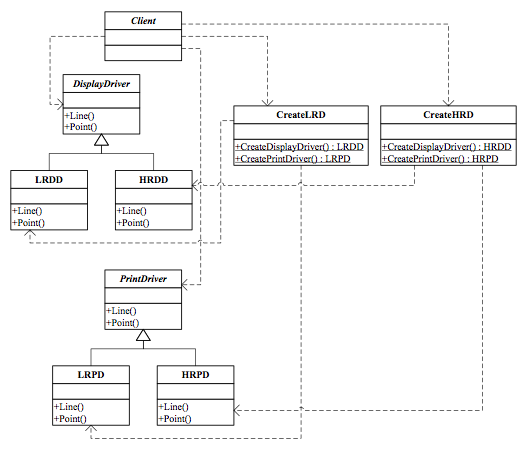 Client
DisplayDriver
+Line()
+Point()
CreateLRD
+CreateDisplayDriver() : LRDD
+CreatePrintDriver() : LRPD
CreateHRD
+CreateDisplayDriver() : HRDD
+CreatePrintDriver() : HRPD
LRDD
+Line()
+Point()
HRDD
+Line()
+Point()
PrintDriver
+Line()
+Point()
LRPD
+Line()
+Point()
HRPD
+Line()
+Point()